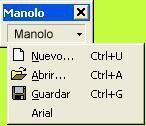 Manolo
Manolo
Nuevo... Ctrl+U
Abrir... Ctrl+A
Guardar Ctrl+G
Arial